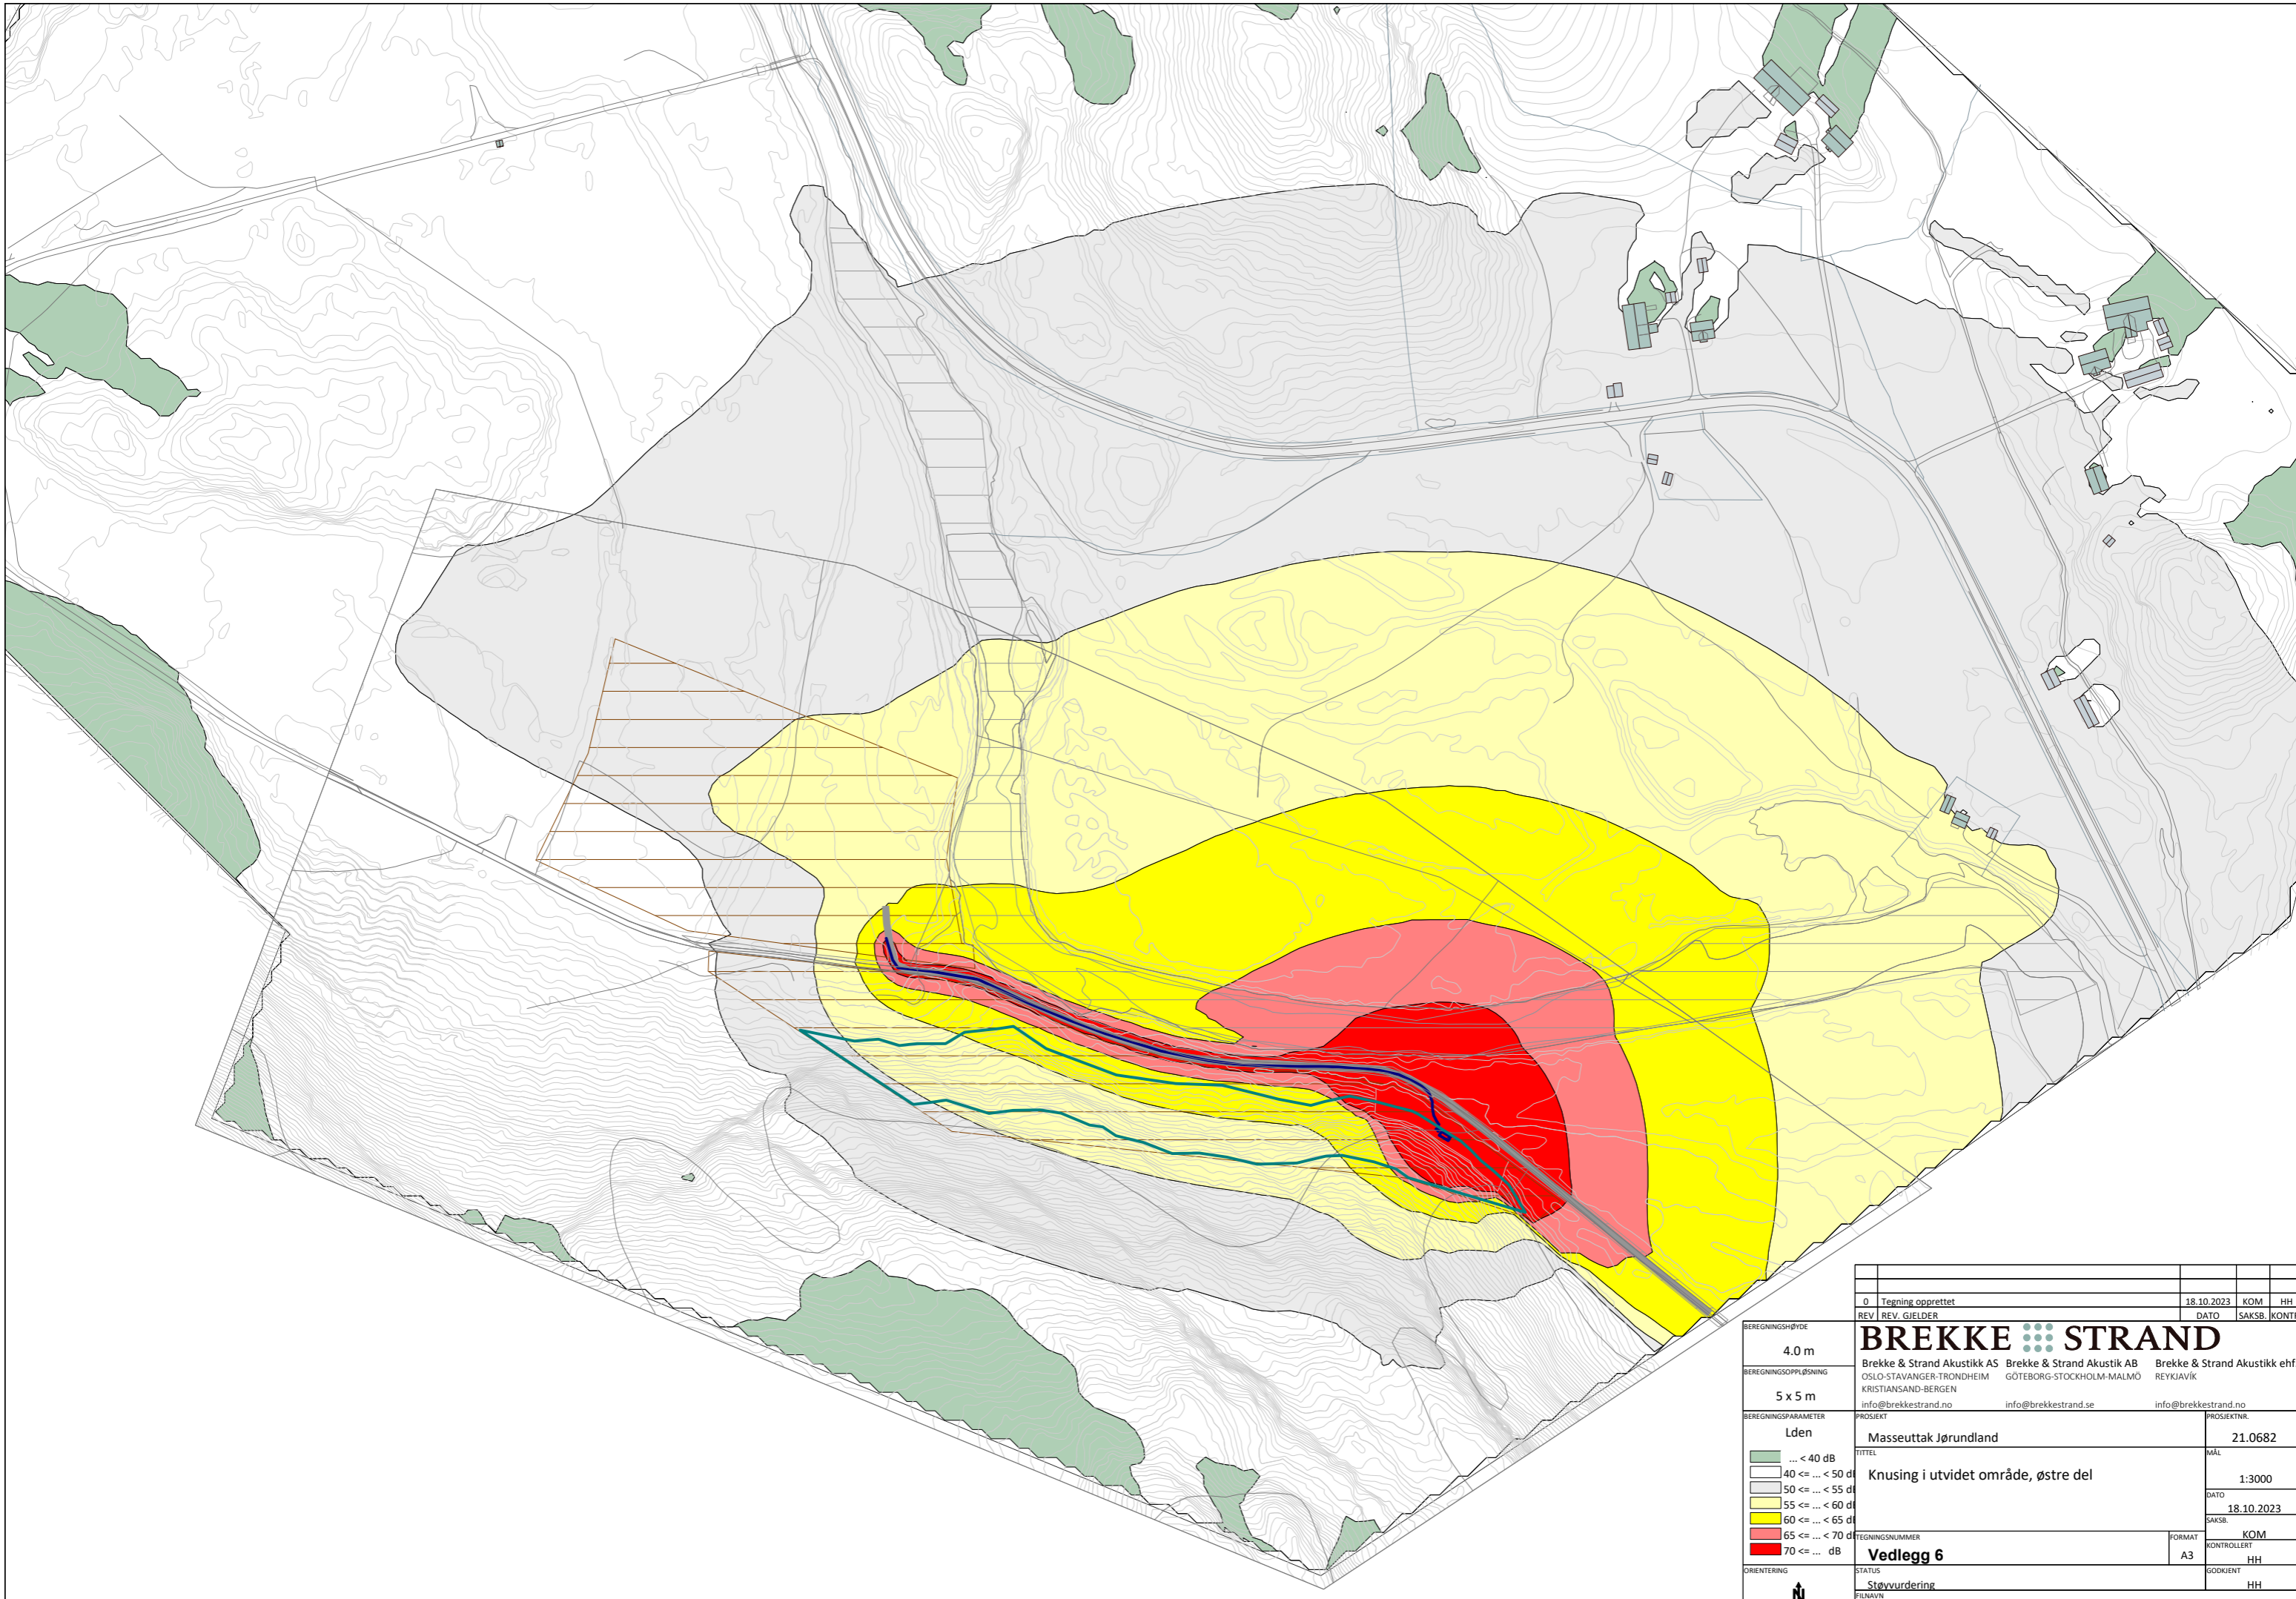 0 Tegning opprettet 18.10.2023 KOM HH
REV REV. GJELDER DATO SAKSB.
BEREGNINGSHØYDE
4.0 m
BEREGNINGSOPPLØSNING
5 x 5 m
BEREGNINGSPARAMETER
Lden
... < 40 dB
40 <= ... < 50
50 <= ... < 55
55 <= ... < 60
60 <= ... < 65
65 <= ... < 70
70 <= ... dB
ORIENTERING
N
BREKKE STRAND
Brekke & Strand Akustikk AS Brekke & Strand Akustik AB Brekke & Strand Akustikk ehf
OSLO-STAVANGER-TRONDHEIM GÖTEBORG-STOCKHOLM-MALMÖ REYKJAVÍK
KRISTIANSAND-BERGEN
info@brekkestrand.no info@brekkestrand.se info@brekkestrand.no
PROSJEKT
Masseuttak Jørundland
PROSJEKTNR.
21.0682
TITTEL
Knusing i utvidet område, østre del
MÅL
1:3000
DATO
18.10.2023
SAKSB.
KOM
TEGNINGSNUMMER
Vedlegg 6
FORMAT
A3
KONTROLLERT
HH
STATUS
Støyvurdering
GODKJENT
HH
FILNAVN